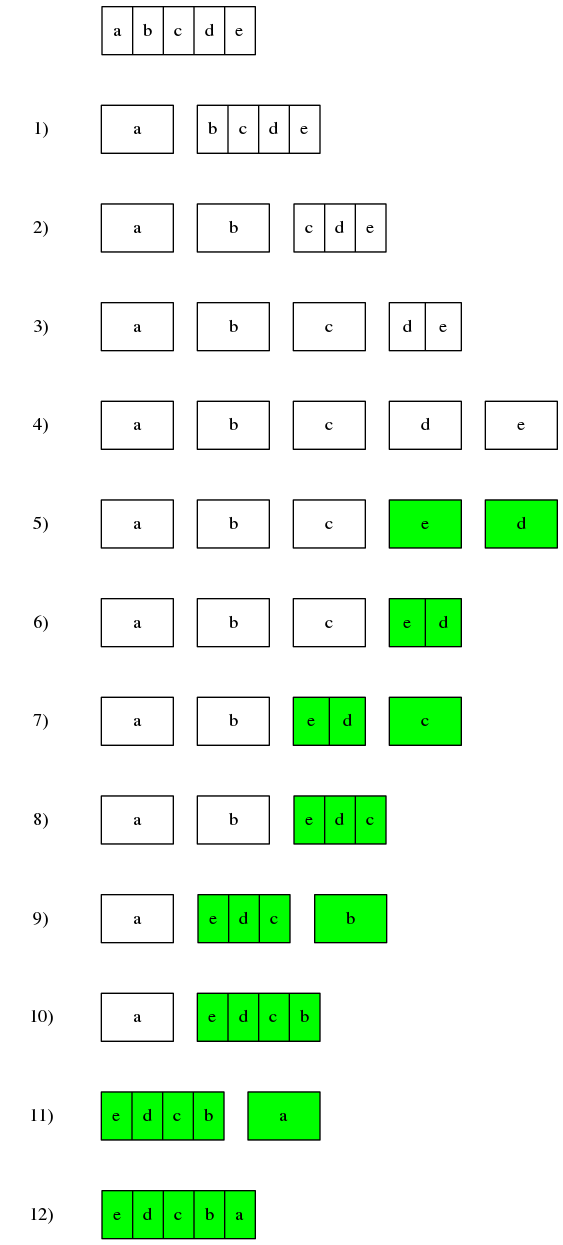 a b c d e
1) a b c d e
2) a b c d e
3) a b c d e
4) a b c d e
5) a b c e d
6) a b c e d
7) a b e d c
8) a b e d c
9) a e d c b
10) a e d c b
11) e d c b a
12) e d c b a